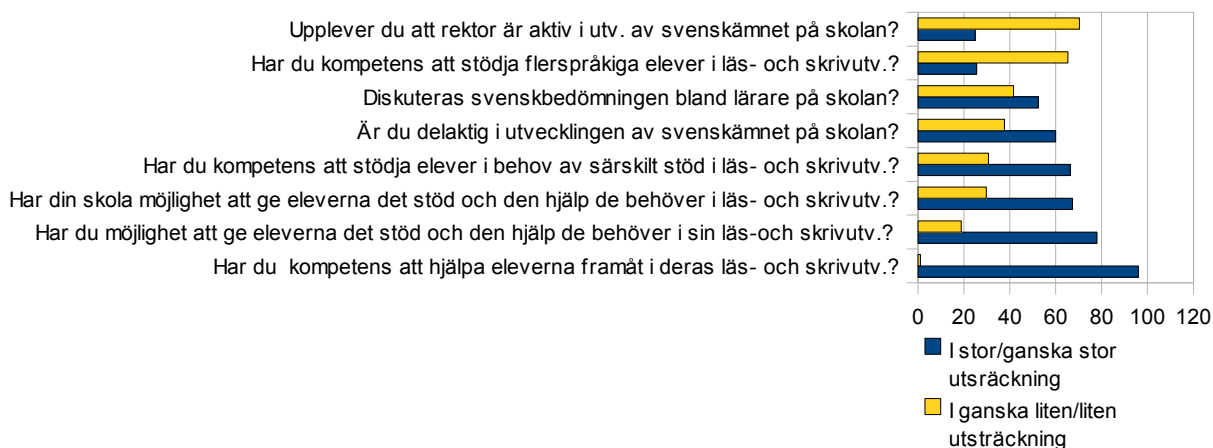 Upplever du att rektor är aktiv i utv. av svenskämnet på skolan?
Har du kompetens att stödja flerspråkiga elever i läs- och skrivutv.?
Diskuteras svenskbedömningen bland lärare på skolan?
Är du delaktig i utvecklingen av svenskämnet på skolan?
Har du kompetens att stödja elever i behov av särskilt stöd i läs- och skrivutv.?
Har din skola möjlighet att ge eleverna det stöd och den hjälp de behöver i läs- och skrivutv.?
Har du möjlighet att ge eleverna det stöd och den hjälp de behöver i sin läs-och skrivutv.?
Har du  kompetens att hjälpa eleverna framåt i deras läs- och skrivutv.?
0 20 40 60 80 100 120
I stor/ganska stor
utsräckning
I ganska liten/liten
utsträckning